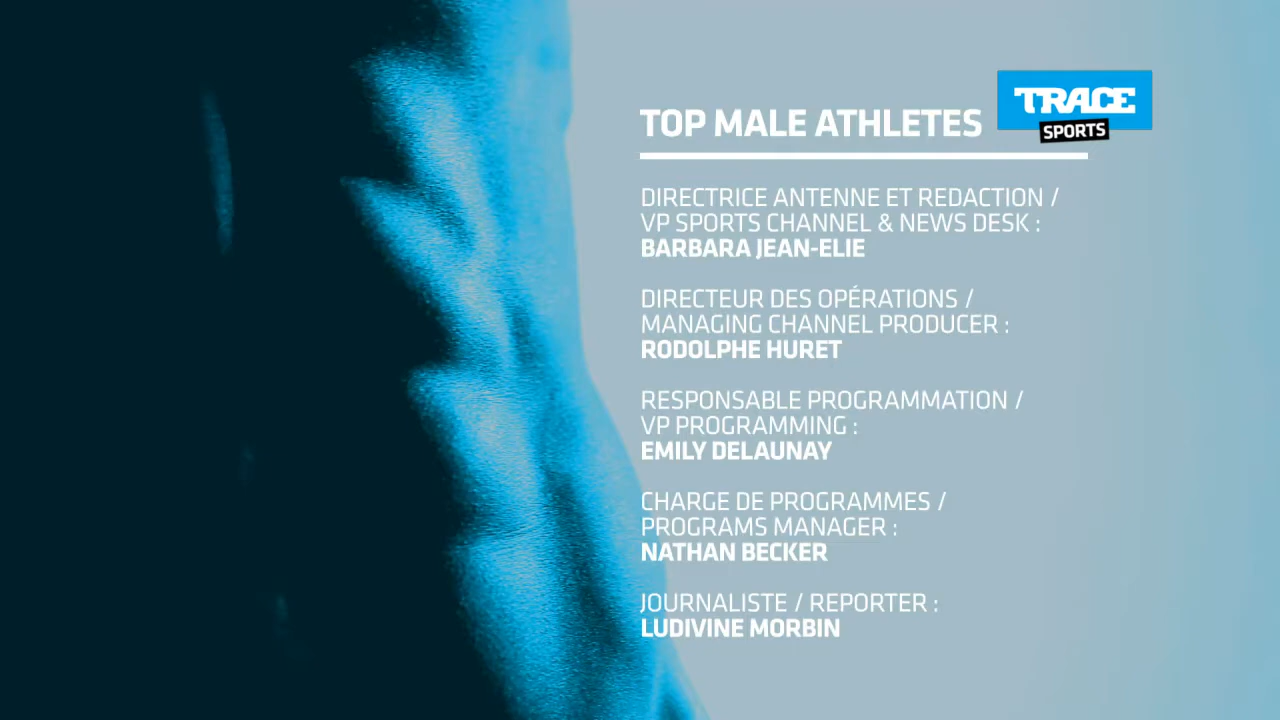 TOP MALE ATHLETES
TRACE
SPORTS
DIRECTRICE ANTENNE ET REDACTION /
VP SPORTS CHANNEL & NEWS DESK :
BARBARA JEAN-ELIE
DIRECTEUR DES OPÉRATIONS /
MANAGING CHANNEL PRODUCER :
RODOLPHE HURET
RESPONSABLE PROGRAMMATION /
VP PROGRAMMING :
EMILY DELAUNAY
CHARGE DE PROGRAMMES /
PROGRAMS MANAGER :
NATHAN BECKER
JOURNALISTE / REPORTER :
LUDIVINE MORBIN